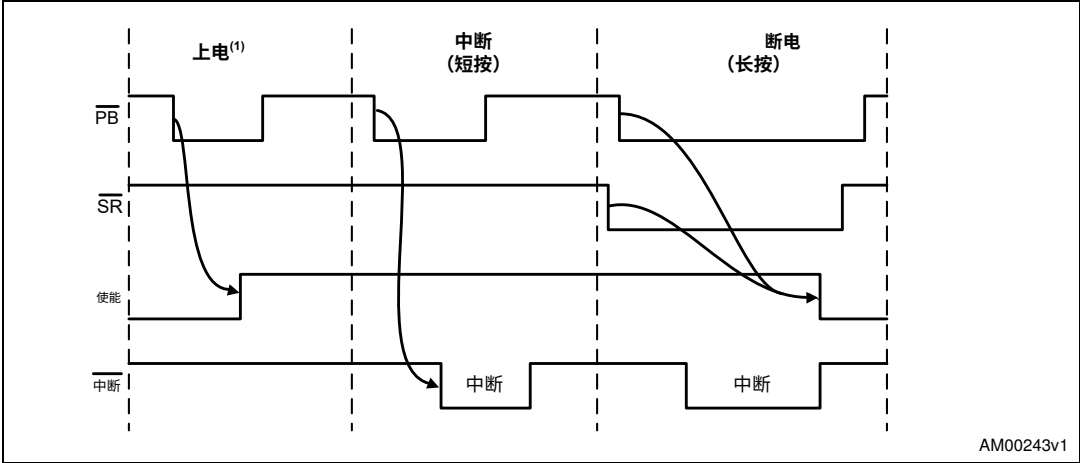 上电(1)
中断
(短按)
断电
(长按)
PB
SR
使能
中断
中断
中断
AM00243v1